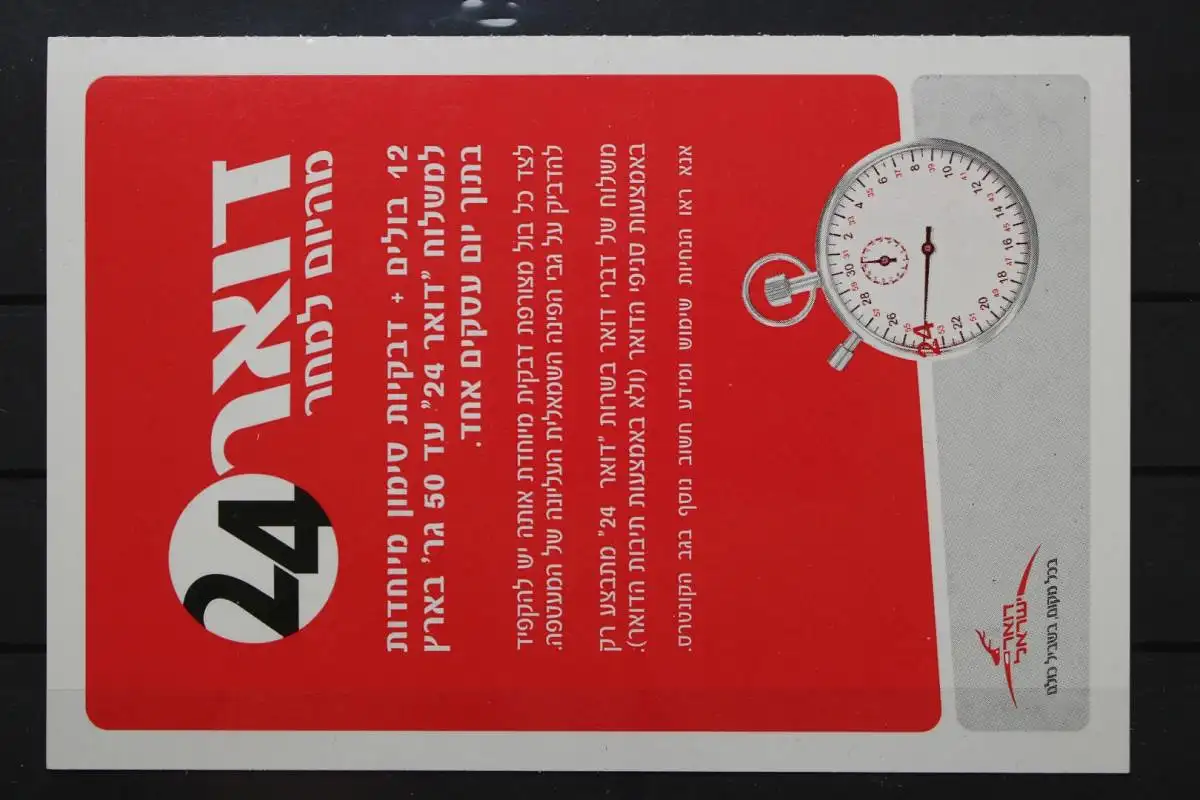 דואר 24
מהיום למחר
12 בולים + דבקיות סימון מיוחדות
למשלוח "דואר 24" עד 50 גר' בארץ
בתוך יום עסקים אחד.
לצד כל בול מצורפת דבקית מיוחדת אותה יש להקפיד
להדביק על גבי הפינה השמאלית העליונה של המעטפה.
משלוח של דברי דואר בשרות "דואר 24" מתבצע רק
באמצעות סניפי הדואר (ולא באמצעות תיבות הדואר).
אנא ראו הנחיות שימוש ומידע חשוב נוסף בגב הקונטרס.
24
דואר
ישראל
בכל מקום, בשביל כולם